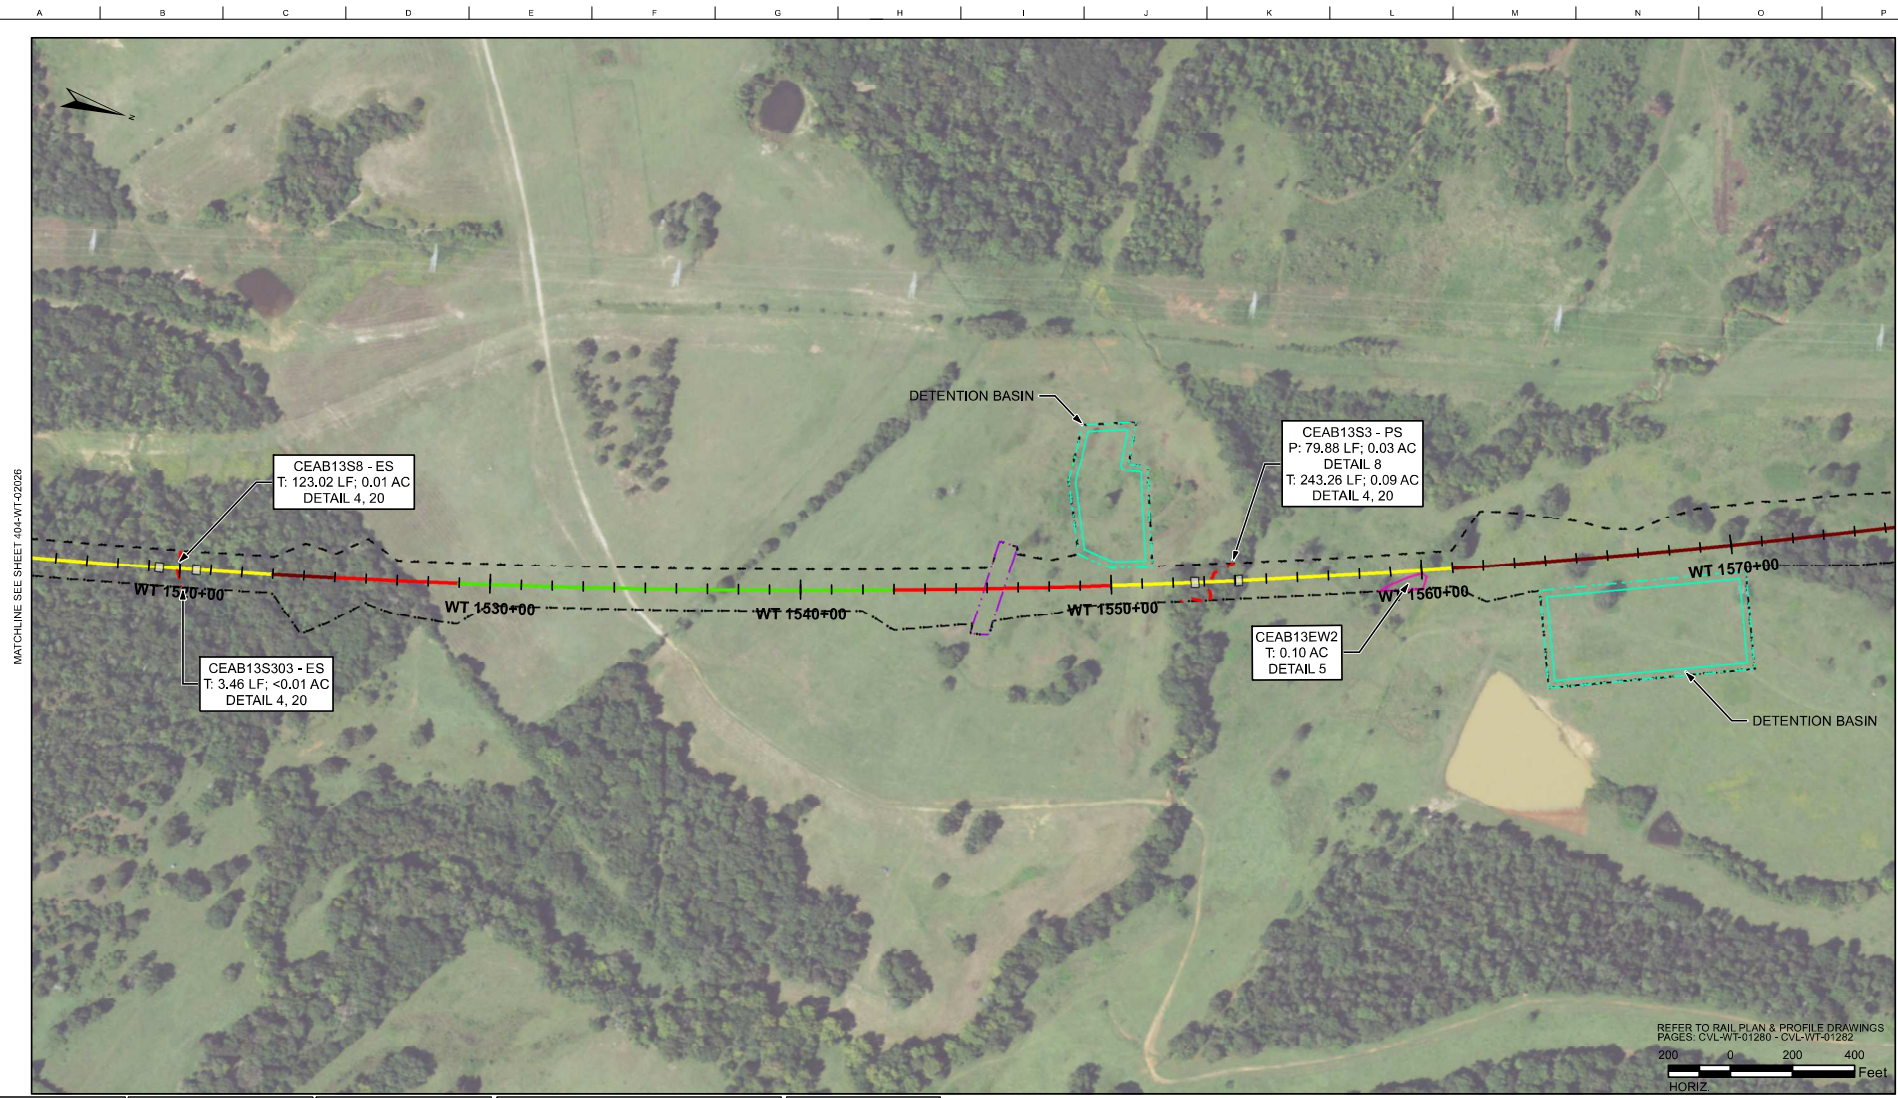 A B C D E F G H I J K L M N O P
N
MATCHLINE SEE SHEET 404-WT-02026
DETENTION BASIN
CEAB13S8 - ES
T: 123.02 LF; 0.01 AC
DETAIL 4, 20
CEAB13S3 - PS
P: 79.88 LF; 0.03 AC
DETAIL 8
T: 243.26 LF; 0.09 AC
DETAIL 4, 20
WT 1520+00
WT 1530+00
WT 1540+00
WT 1550+00
WT 1560+00
WT 1570+00
CEAB13S303 - ES
T: 3.46 LF; <0.01 AC
DETAIL 4, 20
CEAB13EW2
T: 0.10 AC
DETAIL 5
DETENTION BASIN
REFER TO RAIL PLAN & PROFILE DRAWINGS
PAGES: CVL-WT-01280 - CVL-WT-01282
200 0 200 400
Feet
HORIZ.